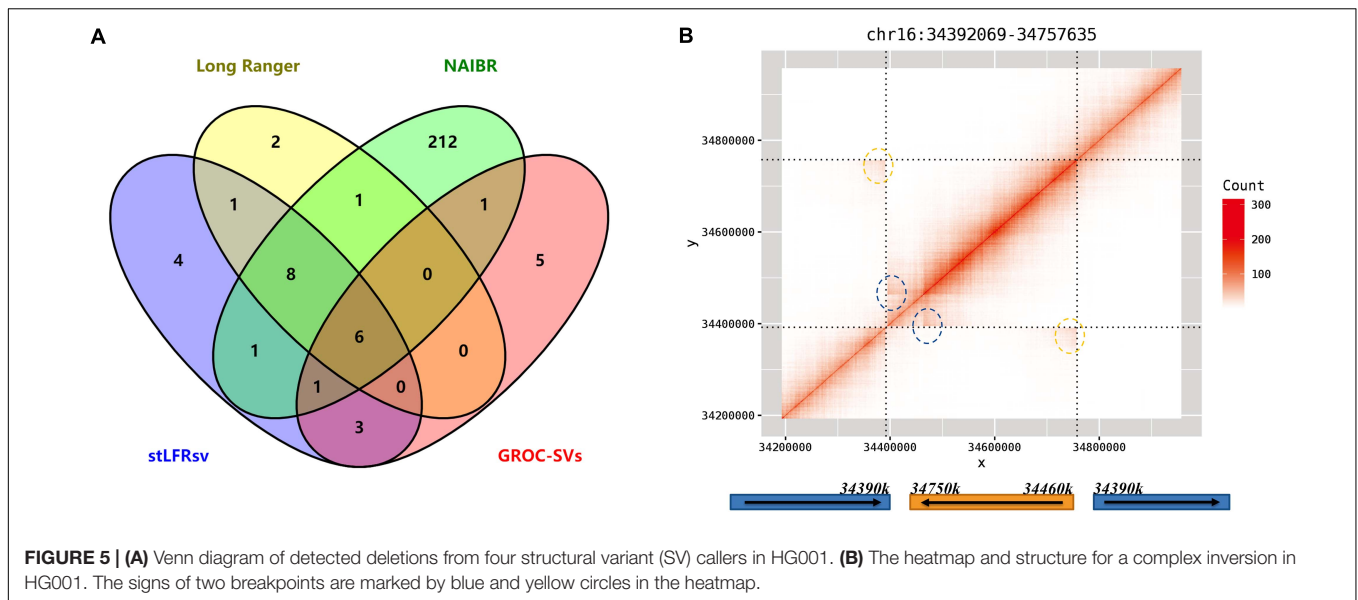 A
Long Ranger
NAIBR
2
212
1
1
1
4
8
0
5
1
6
0
1
0
3
stLFRsv
GROC-SVs
B
chr16:34392069-34757635
34800000
34600000
34400000
34200000
y
34200000 34400000 34600000 34800000
x
Count
300
200
100
34390k 34750k 34460k 34390k
FIGURE 5 | (A) Venn diagram of detected deletions from four structural variant (SV) callers in HG001. (B) The heatmap and structure for a complex inversion in
HG001. The signs of two breakpoints are marked by blue and yellow circles in the heatmap.